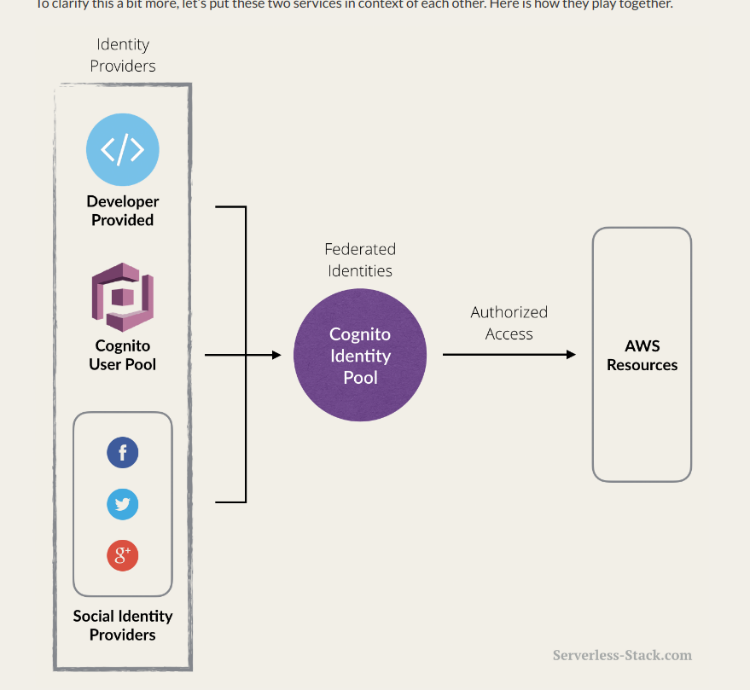 To clarify this a bit more, let's put these two services in context of each other. Here is how they play together.
Identity
Providers
</>
Developer
Provided
Cognito
User Pool
f
g+
Social Identity
Providers
Federated
Identities
Cognito
Identity
Pool
Authorized
Access
AWS
Resources
Serverless-Stack.com